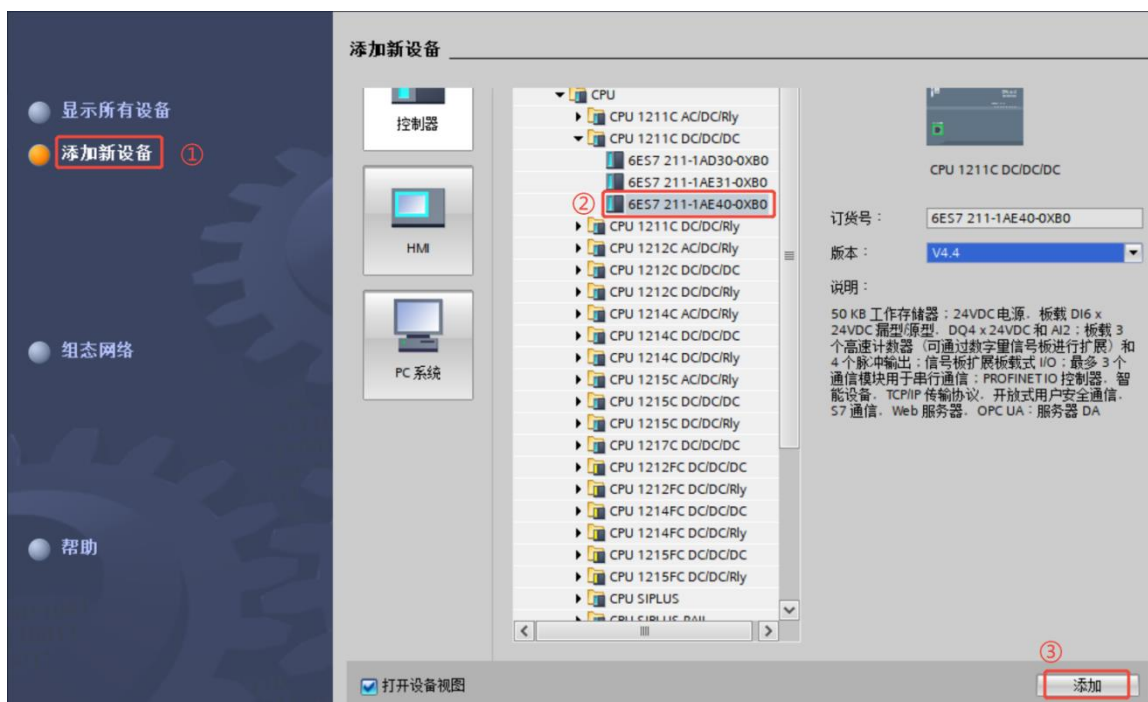 添加新设备
显示所有设备
添加新设备 ①
组态网络
帮助
控制器
HMI
PC 系统
CPU
CPU 1211C AC/DC/Rly
CPU 1211C DC/DC/DC
6ES7 211-1AD30-0XB0
6ES7 211-1AE31-0XB0
② 6ES7 211-1AE40-0XB0
CPU 1211C DC/DC/Rly
CPU 1212C AC/DC/Rly
CPU 1212C DC/DC/DC
CPU 1212C DC/DC/Rly
CPU 1214C AC/DC/Rly
CPU 1214C DC/DC/DC
CPU 1214C DC/DC/Rly
CPU 1215C AC/DC/Rly
CPU 1215C DC/DC/DC
CPU 1215C DC/DC/Rly
CPU 1217C DC/DC/DC
CPU 1212FC DC/DC/DC
CPU 1212FC DC/DC/Rly
CPU 1214FC DC/DC/DC
CPU 1214FC DC/DC/Rly
CPU 1215FC DC/DC/DC
CPU 1215FC DC/DC/Rly
CPU SIPLUS
CPU SIPLUS RAIL
CPU 1211C DC/DC/DC
订货号： 6ES7 211-1AE40-0XB0
版本： V4.4
说明：
50 KB 工作存储器；24VDC 电源，板载 DI6 x
24VDC 漏型/源型，DQ4 x 24VDC 和 AI2；板载 3
个高速计数器（可通过数字量信号板进行扩展）和
4 个脉冲输出；信号板扩展板载式 I/O；最多 3 个
通信模块用于串行通信；PROFINET IO 控制器，智
能设备，TCP/IP 传输协议，开放式用户安全通信，
S7 通信，Web 服务器，OPC UA：服务器 DA
打开设备视图
③
添加